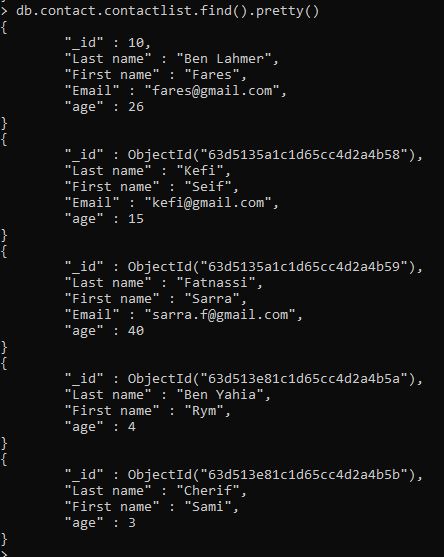 > db.contact.contactlist.find().pretty()
{
        "_id" : 10,
        "Last name" : "Ben Lahmer",
        "First name" : "Fares",
        "Email" : "fares@gmail.com",
        "age" : 26
}
{
        "_id" : ObjectId("63d5135a1c1d65cc4d2a4b58"),
        "Last name" : "Kefi",
        "First name" : "Seif",
        "Email" : "kefi@gmail.com",
        "age" : 15
}
{
        "_id" : ObjectId("63d5135a1c1d65cc4d2a4b59"),
        "Last name" : "Fatnassi",
        "First name" : "Sarra",
        "Email" : "sarra.f@gmail.com",
        "age" : 40
}
{
        "_id" : ObjectId("63d513e81c1d65cc4d2a4b5a"),
        "Last name" : "Ben Yahia",
        "First name" : "Rym",
        "age" : 4
}
{
        "_id" : ObjectId("63d513e81c1d65cc4d2a4b5b"),
        "Last name" : "Cherif",
        "First name" : "Sami",
        "age" : 3
}
>